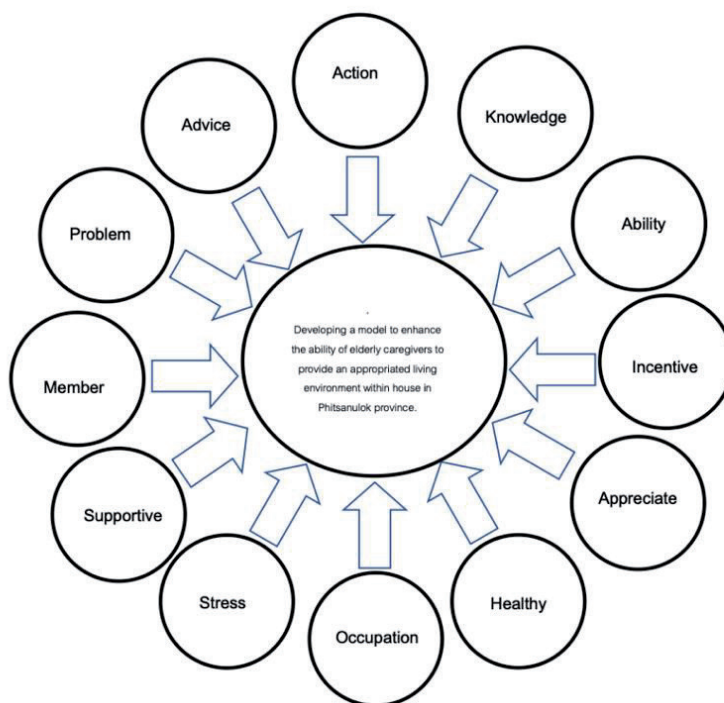 Action
Knowledge
Advice
Ability
Problem
Developing a model to enhance
the ability of elderly caregivers to
provide an appropriated living
environment within house in
Phitsanulok province.
Incentive
Member
Appreciate
Supportive
Healthy
Stress
Occupation